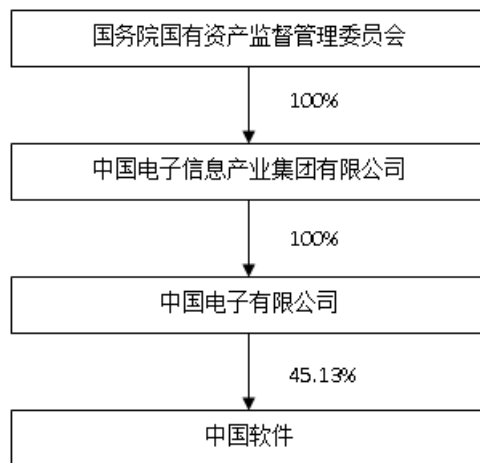 国务院国有资产监督管理委员会
100%
中国电子信息产业集团有限公司
100%
中国电子有限公司
45.13%
中国软件